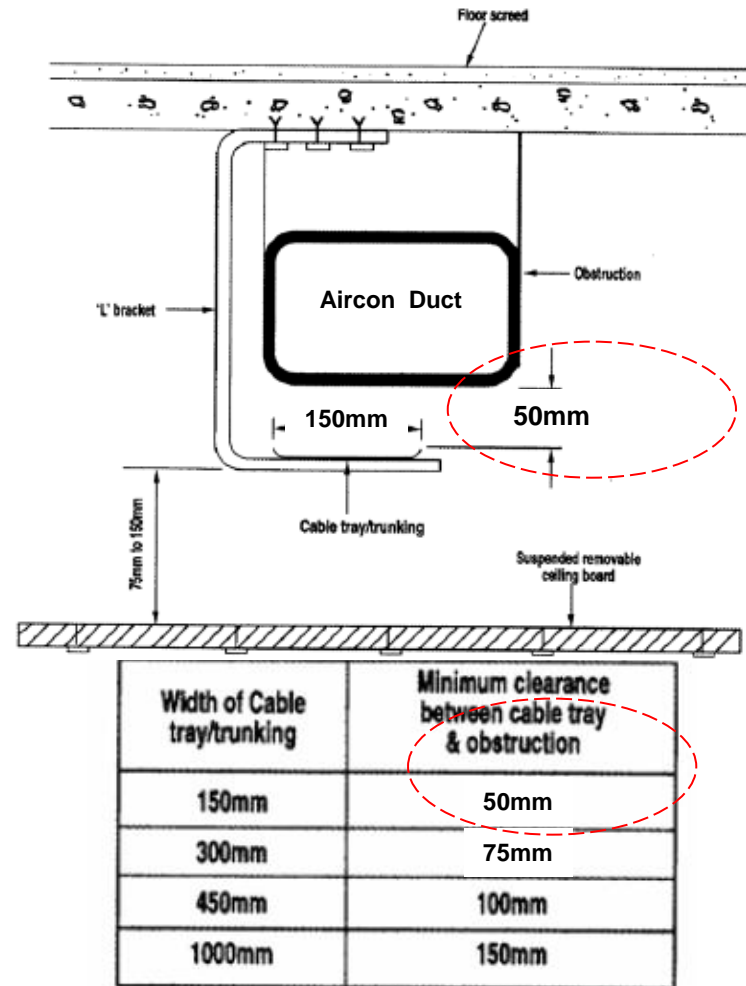 Floor screed
Aircon Duct
Obstruction
"L" bracket
150mm
50mm
Cable tray/trunking
75mm to 150mm
Suspended removable
ceiling board
Width of Cable
tray/trunking
Minimum clearance
between cable tray
& obstruction
150mm
50mm
300mm
75mm
450mm
100mm
1000mm
150mm